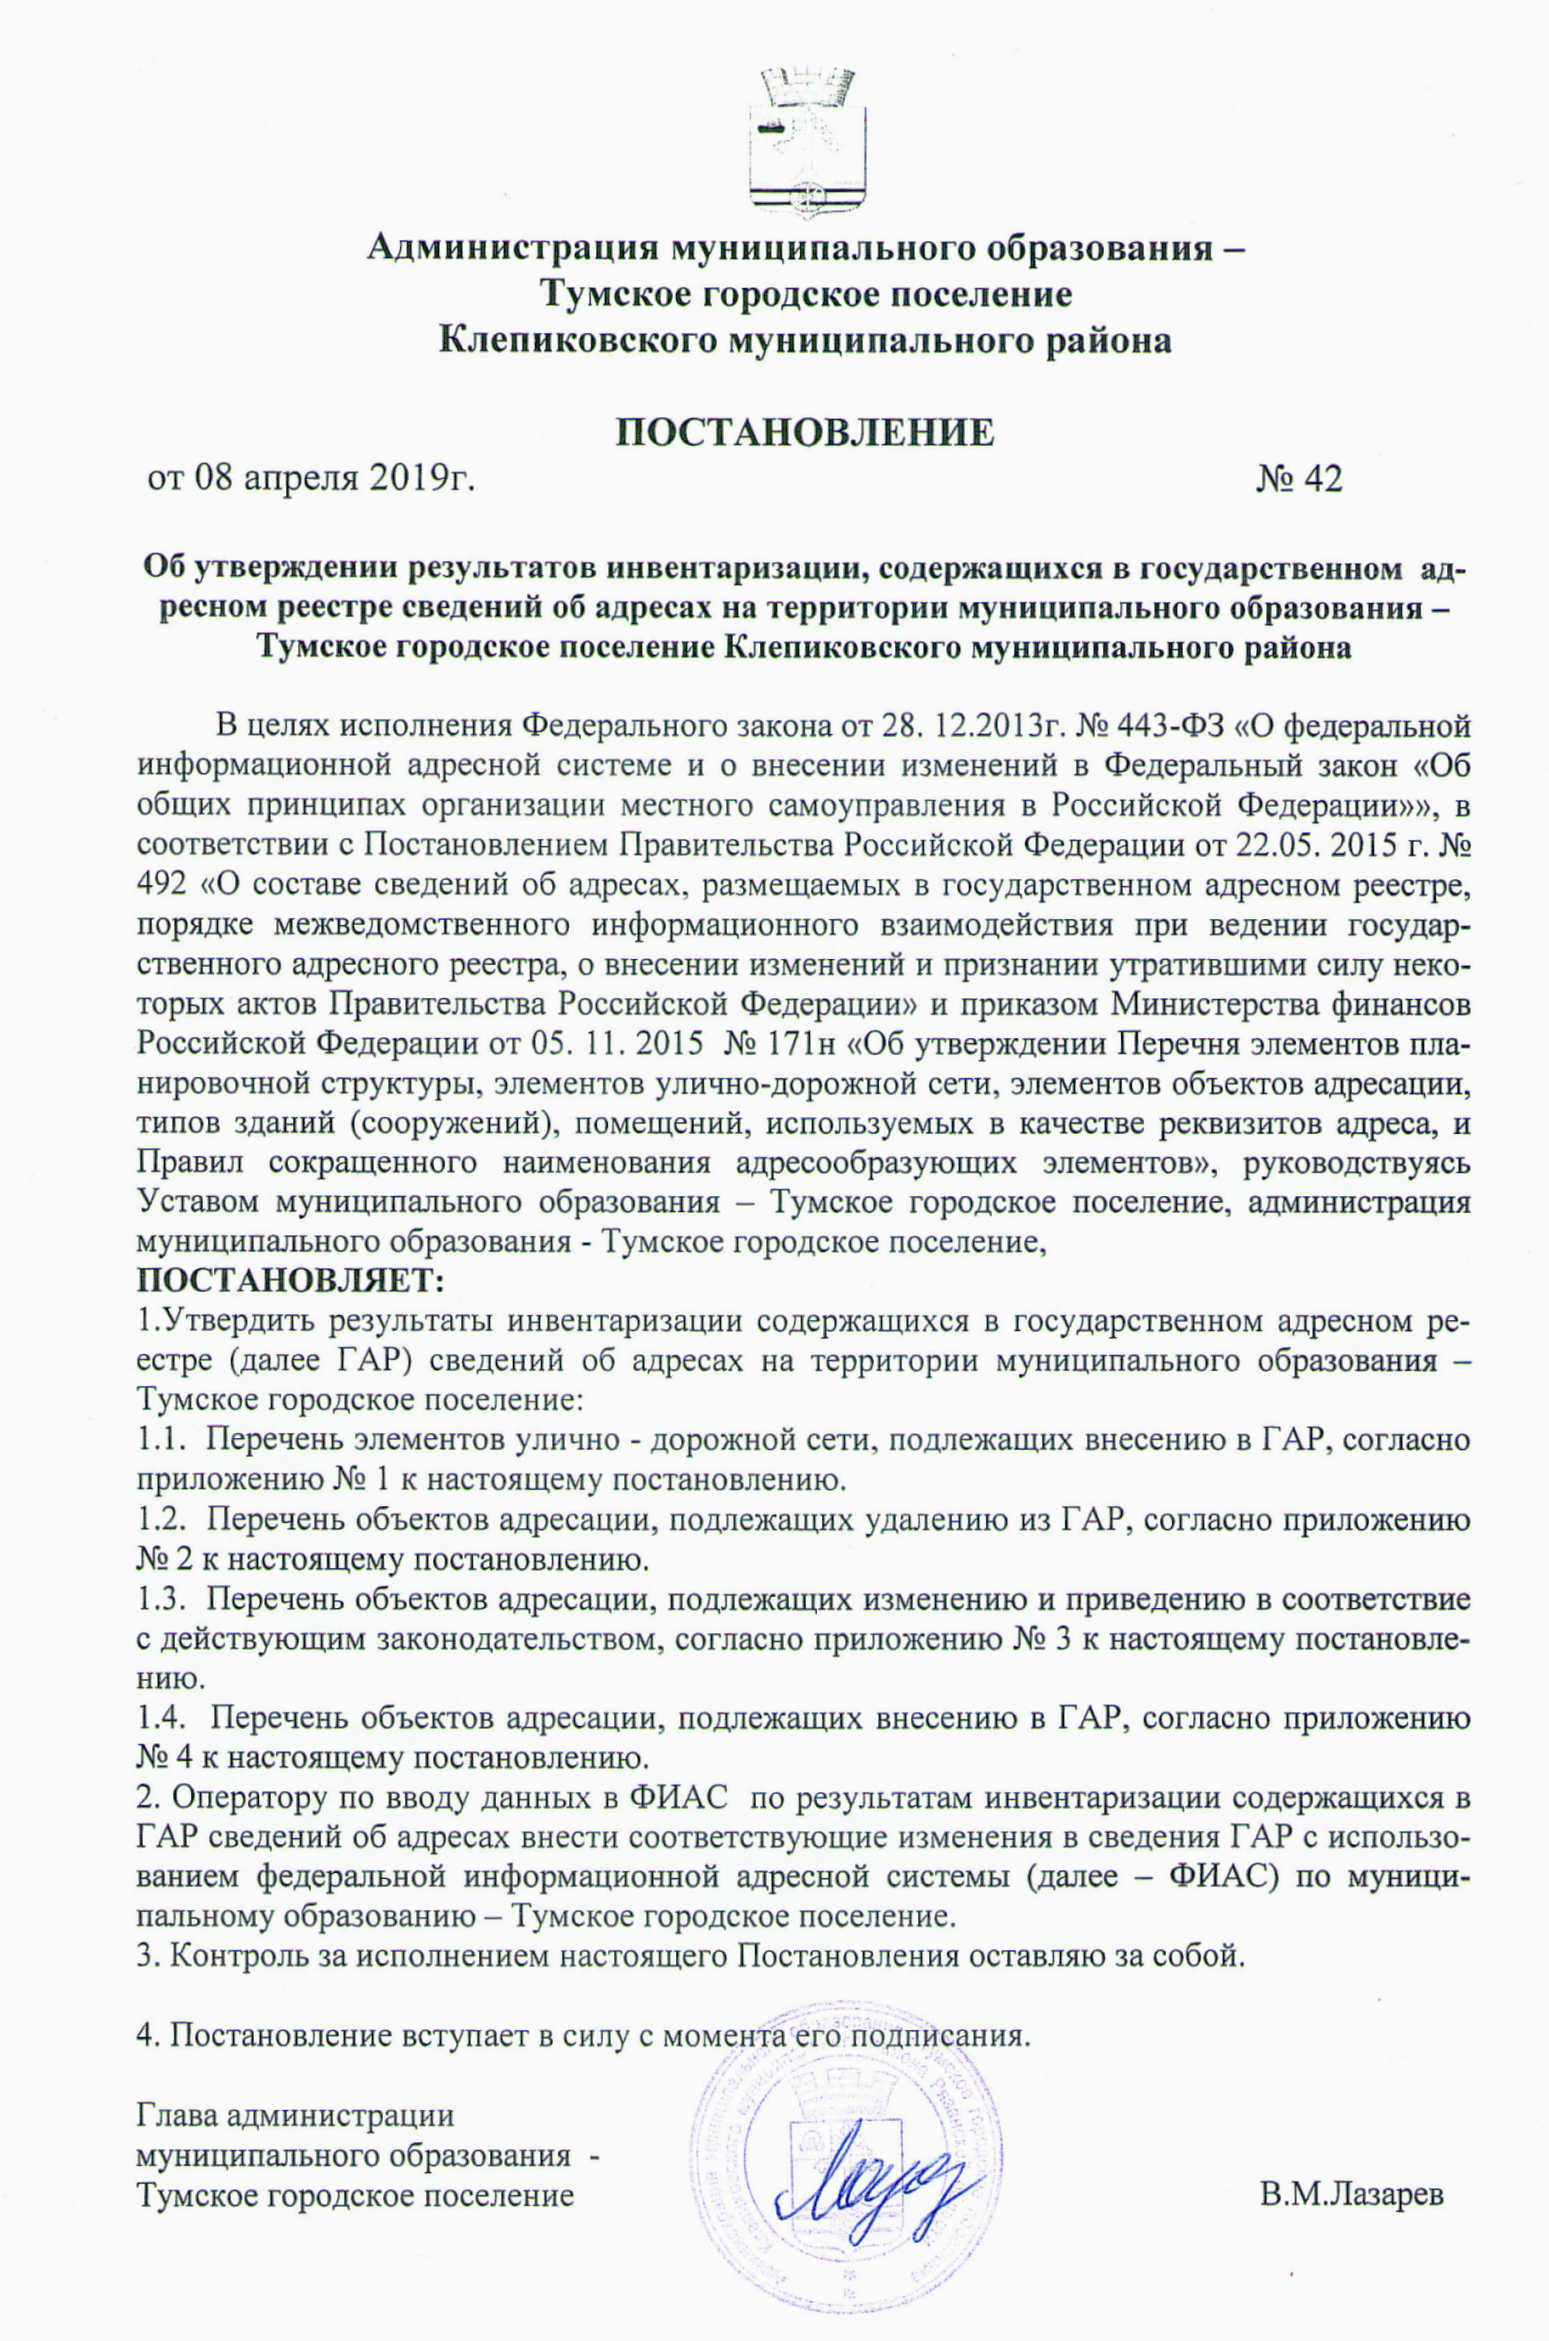 Администрация муниципального образования –
Тумское городское поселение
Клепиковского муниципального района
ПОСТАНОВЛЕНИЕ
от 08 апреля 2019г. № 42
Об утверждении результатов инвентаризации, содержащихся в государственном ад-
ресном реестре сведений об адресах на территории муниципального образования –
Тумское городское поселение Клепиковского муниципального района
В целях исполнения Федерального закона от 28. 12.2013г. № 443-ФЗ «О федеральной
информационной адресной системе и о внесении изменений в Федеральный закон «Об
общих принципах организации местного самоуправления в Российской Федерации»», в
соответствии с Постановлением Правительства Российской Федерации от 22.05. 2015 г. №
492 «О составе сведений об адресах, размещаемых в государственном адресном реестре,
порядке межведомственного информационного взаимодействия при ведении государ-
ственного адресного реестра, о внесении изменений и признании утратившими силу неко-
торых актов Правительства Российской Федерации» и приказом Министерства финансов
Российской Федерации от 05. 11. 2015 № 171н «Об утверждении Перечня элементов пла-
нировочной структуры, элементов улично-дорожной сети, элементов объектов адресации,
типов зданий (сооружений), помещений, используемых в качестве реквизитов адреса, и
Правил сокращенного наименования адресообразующих элементов», руководствуясь
Уставом муниципального образования – Тумское городское поселение, администрация
муниципального образования - Тумское городское поселение,
ПОСТАНОВЛЯЕТ:
1.Утвердить результаты инвентаризации содержащихся в государственном адресном ре-
естре (далее ГАР) сведений об адресах на территории муниципального образования –
Тумское городское поселение:
1.1. Перечень элементов улично - дорожной сети, подлежащих внесению в ГАР, согласно
приложению № 1 к настоящему постановлению.
1.2. Перечень объектов адресации, подлежащих удалению из ГАР, согласно приложению
№ 2 к настоящему постановлению.
1.3. Перечень объектов адресации, подлежащих изменению и приведению в соответствие
с действующим законодательством, согласно приложению № 3 к настоящему постановле-
нию.
1.4. Перечень объектов адресации, подлежащих внесению в ГАР, согласно приложению
№ 4 к настоящему постановлению.
2. Оператору по вводу данных в ФИАС по результатам инвентаризации содержащихся в
ГАР сведений об адресах внести соответствующие изменения в сведения ГАР с использо-
ванием федеральной информационной адресной системы (далее – ФИАС) по муници-
пальному образованию – Тумское городское поселение.
3. Контроль за исполнением настоящего Постановления оставляю за собой.
4. Постановление вступает в силу с момента его подписания.
Глава администрации
муниципального образования -
Тумское городское поселение В.М.Лазарев